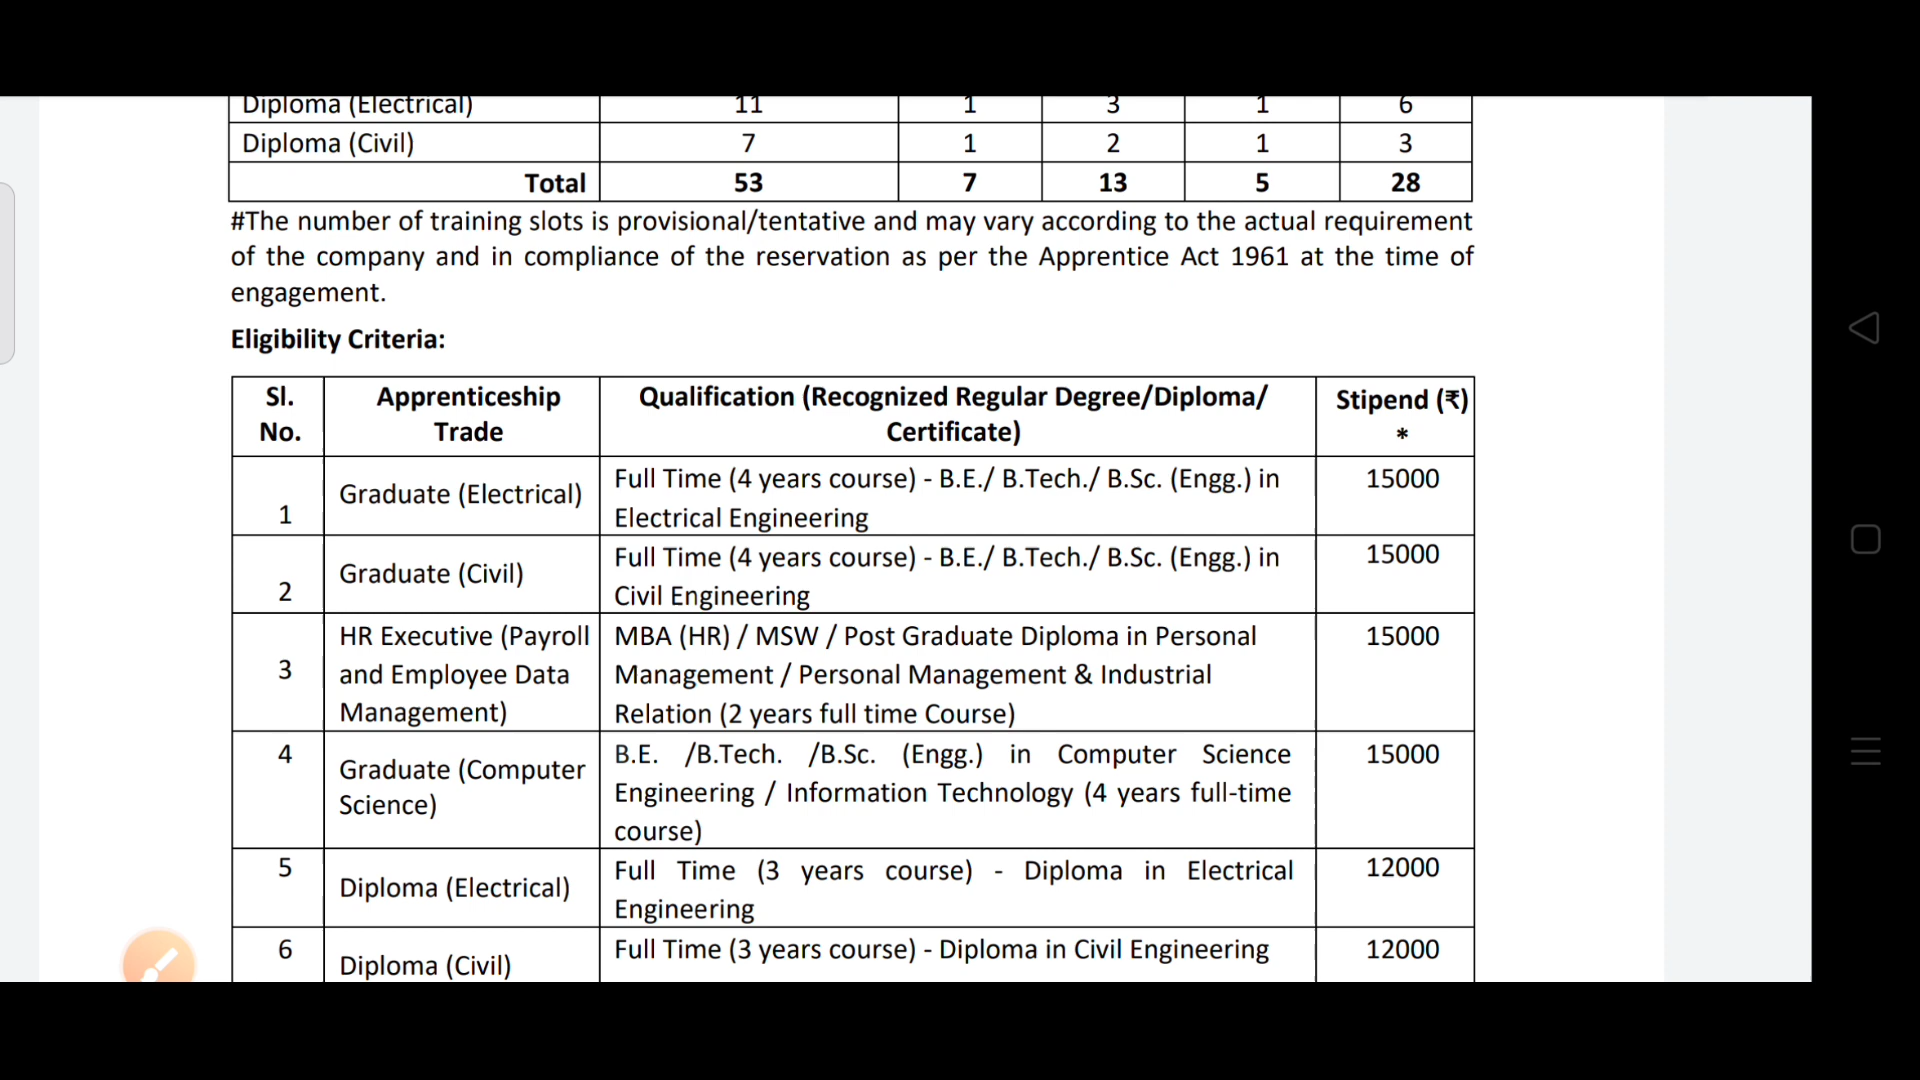 Diploma (Electrical) 11 1 3 1 6
Diploma (Civil) 7 1 2 1 3
Total 53 7 13 5 28
#The number of training slots is provisional/tentative and may vary according to the actual requirement
of the company and in compliance of the reservation as per the Apprentice Act 1961 at the time of
engagement.
Eligibility Criteria:
Sl.
No.
Apprenticeship
Trade
Qualification (Recognized Regular Degree/Diploma/
Certificate)
Stipend (₹)
*
1
Graduate (Electrical)
Full Time (4 years course) - B.E./ B.Tech./ B.Sc. (Engg.) in
Electrical Engineering
15000
2
Graduate (Civil)
Full Time (4 years course) - B.E./ B.Tech./ B.Sc. (Engg.) in
Civil Engineering
15000
3
HR Executive (Payroll
and Employee Data
Management)
MBA (HR) / MSW / Post Graduate Diploma in Personal
Management / Personal Management & Industrial
Relation (2 years full time Course)
15000
4
Graduate (Computer
Science)
B.E. /B.Tech. /B.Sc. (Engg.) in Computer Science
Engineering / Information Technology (4 years full-time
course)
15000
5
Diploma (Electrical)
Full Time (3 years course) - Diploma in Electrical
Engineering
12000
6
Diploma (Civil)
Full Time (3 years course) - Diploma in Civil Engineering
12000